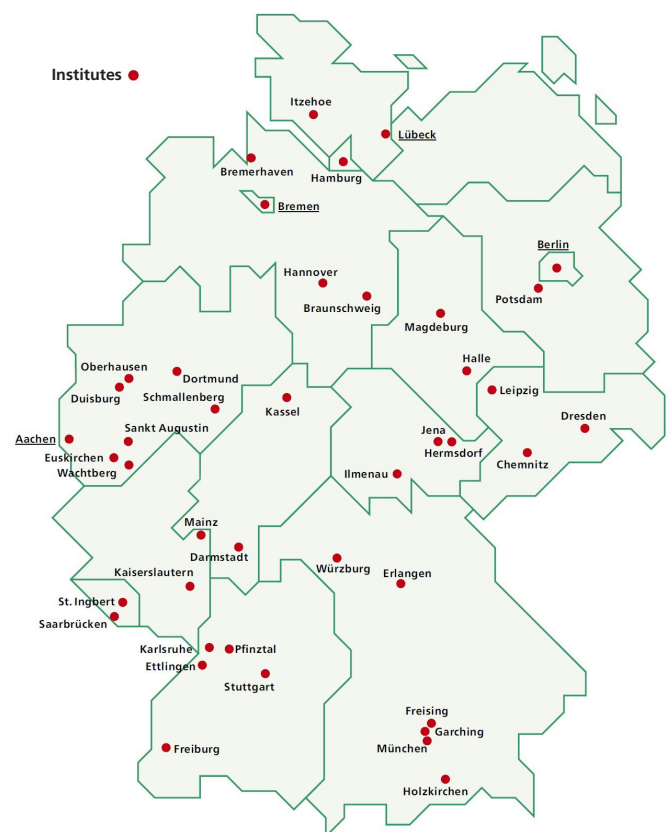 Institutes
Itzehoe
Lübeck
Bremerhaven
Hamburg
Bremen
Berlin
Hannover
Potsdam
Braunschweig
Magdeburg
Halle
Oberhausen
Dortmund
Duisburg
Schmallenberg
Kassel
Leipzig
Dresden
Sankt Augustin
Jena
Aachen
Hermsdorf
Euskirchen
Chemnitz
Wachtberg
Ilmenau
Mainz
Darmstadt
Würzburg
Kaiserslautern
Erlangen
St. Ingbert
Saarbrücken
Karlsruhe
Pfinztal
Ettlingen
Stuttgart
Freising
Garching
München
Freiburg
Holzkirchen